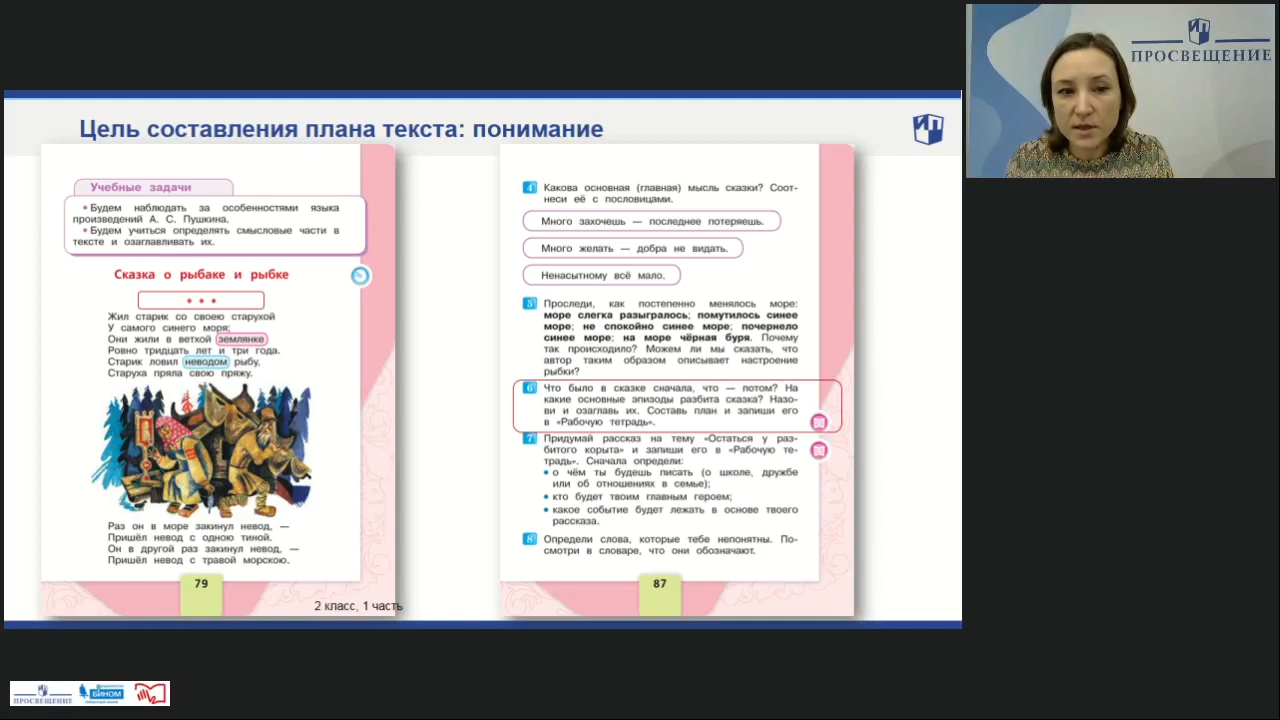 ПРОСВЕЩЕНИЕ
Цель составления плана текста: понимание
Учебные задачи
• Будем наблюдать за особенностями языка
произведений А. С. Пушкина.
• Будем учиться определять смысловые части в
тексте и озаглавливать их.
Сказка о рыбаке и рыбке
* * *
Жил старик со своею старухой
У самого синего моря;
Они жили в ветхой землянке
Ровно тридцать лет и три года.
Старик ловил неводом рыбу,
Старуха пряла свою пряжу.
Раз он в море закинул невод, —
Пришёл невод с одною тиной.
Он в другой раз закинул невод, —
Пришёл невод с травой морскою.
79
2 класс, 1 часть
4 Какова основная (главная) мысль сказки? Соот-
неси её с пословицами.
Много захочешь — последнее потеряешь.
Много желать — добра не видать.
Ненасытному всё мало.
5 Проследи, как постепенно менялось море:
море слегка разыгралось; помутилось синее
море; не спокойно синее море; почернело
синее море; на море чёрная буря. Почему
так происходило? Можем ли мы сказать, что
автор таким образом описывает настроение
рыбки?
6 Что было в сказке сначала, что — потом? На
какие основные эпизоды разбита сказка? Назо-
ви и озаглавь их. Составь план и запиши его
в «Рабочую тетрадь».
7 Придумай рассказ на тему «Остаться у раз-
битого корыта» и запиши его в «Рабочую те-
традь». Сначала определи:
• о чём ты будешь писать (о школе, дружбе
или об отношениях в семье);
• кто будет твоим главным героем;
• какое событие будет лежать в основе твоего
рассказа.
8 Определи слова, которые тебе непонятны. По-
смотри в словаре, что они обозначают.
87
ПРОСВЕЩЕНИЕ
БИНОМ